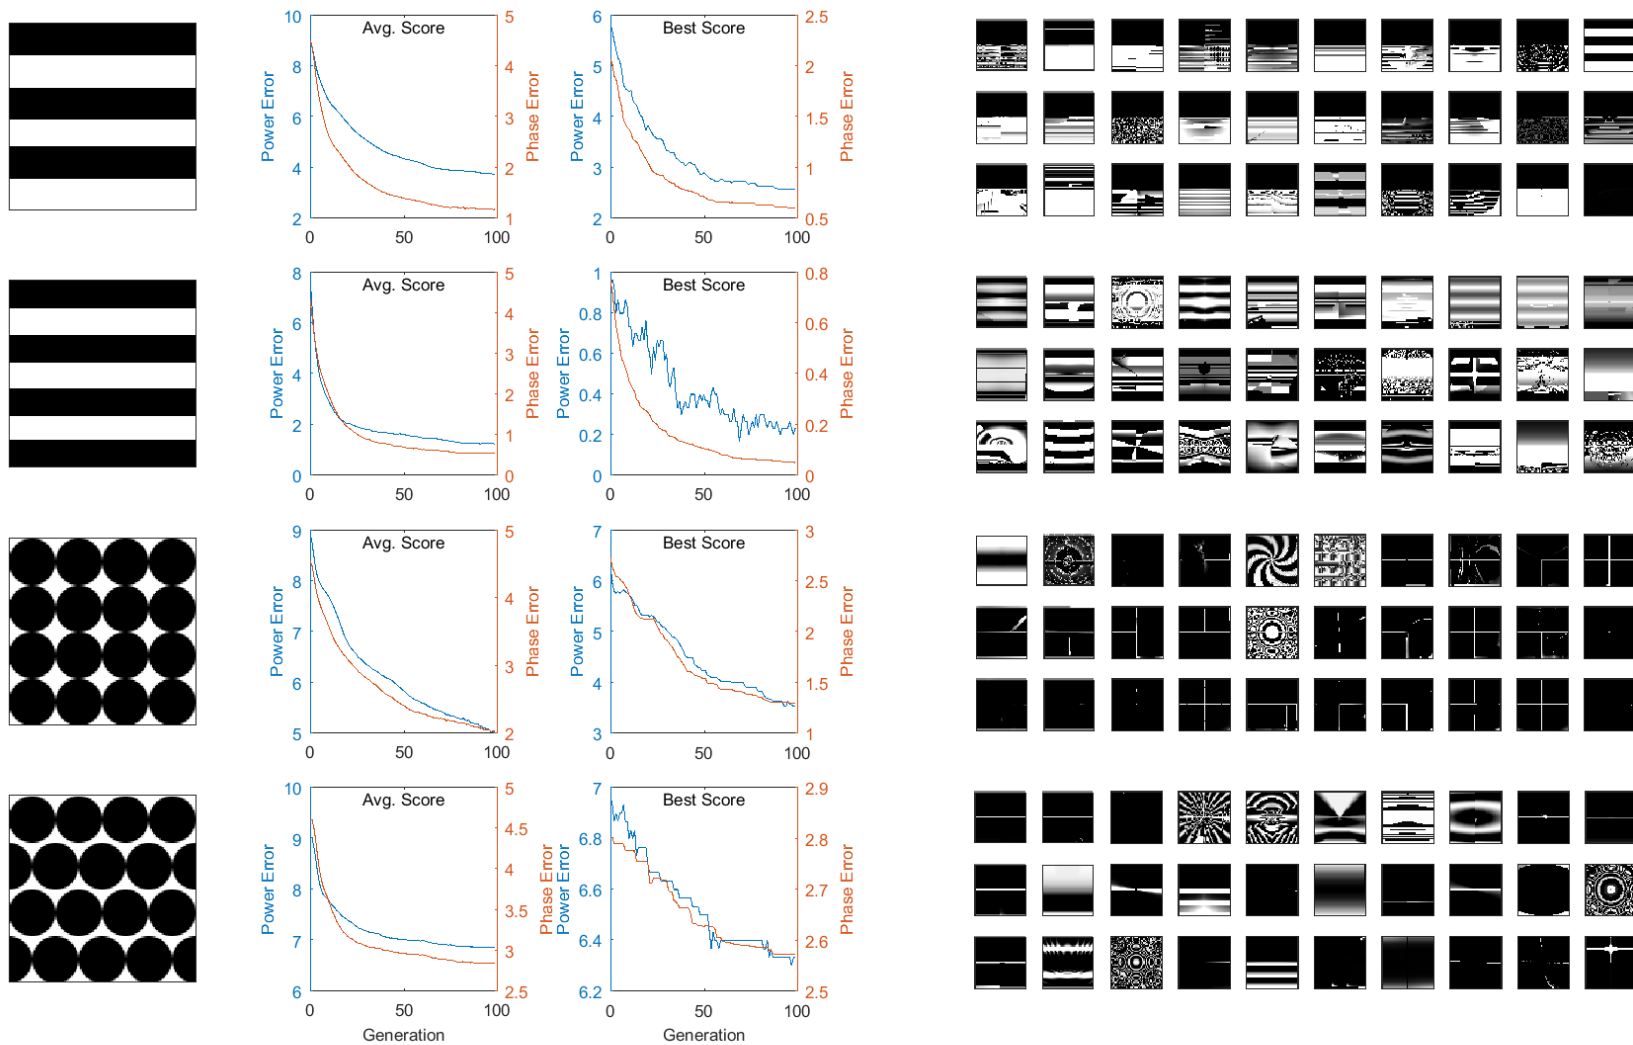 Avg. Score
Best Score
Power Error
Phase Error
Power Error
Phase Error
10
8
6
4
2
5
4
3
2
1
6
5
4
3
2
2.5
2
1.5
1
0.5
0 50 100
0 50 100
Avg. Score
Best Score
Power Error
Phase Error
Power Error
Phase Error
8
6
4
2
0
5
4
3
2
1
0
1
0.8
0.6
0.4
0.2
0
0.8
0.6
0.4
0.2
0
0 50 100
0 50 100
Avg. Score
Best Score
Power Error
Phase Error
Power Error
Phase Error
9
8
7
6
5
5
4
3
2
7
6
5
4
3
3
2.5
2
1.5
1
0 50 100
0 50 100
Avg. Score
Best Score
Power Error
Phase Error
Power Error
Phase Error
10
9
8
7
6
5
4.5
4
3.5
3
2.5
7
6.8
6.6
6.4
6.2
2.9
2.8
2.7
2.6
2.5
0 50 100
0 50 100
Generation
Generation